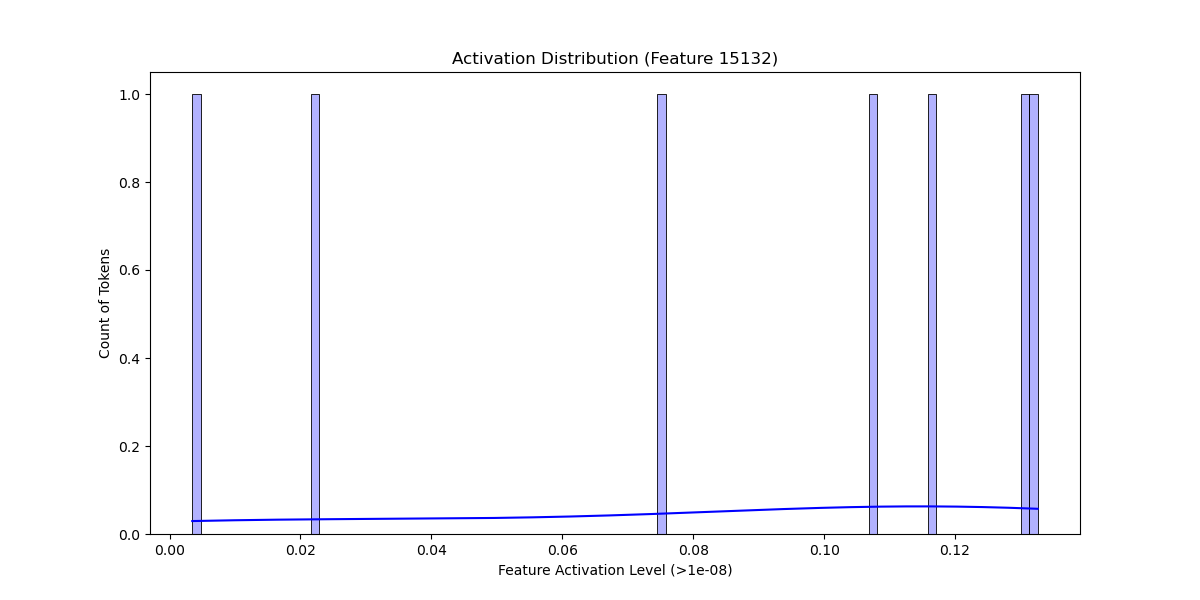 Activation Distribution (Feature 15132)
1.0
0.8
0.6
0.4
0.2
0.0
Count of Tokens
0.00 0.02 0.04 0.06 0.08 0.10 0.12
Feature Activation Level (>1e-08)